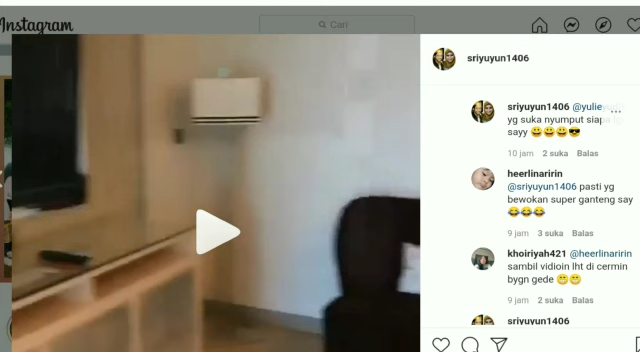 Instagram
Cari
sriyuyun1406
sriyuyun1406 @yulie
yg suka nyumput siapa
sayy 😀😀😀😎
10 jam 2 suka Balas
heerlinaririn
@sriyuyun1406 pasti yg
bewokan super ganteng say
😂😂😂
9 jam 3 suka Balas
khoiriyah421 @heerlinaririn
sambil vidioin lht di cermin
bygn gede 😁😁
9 jam 2 suka Balas
sriyuyun1406